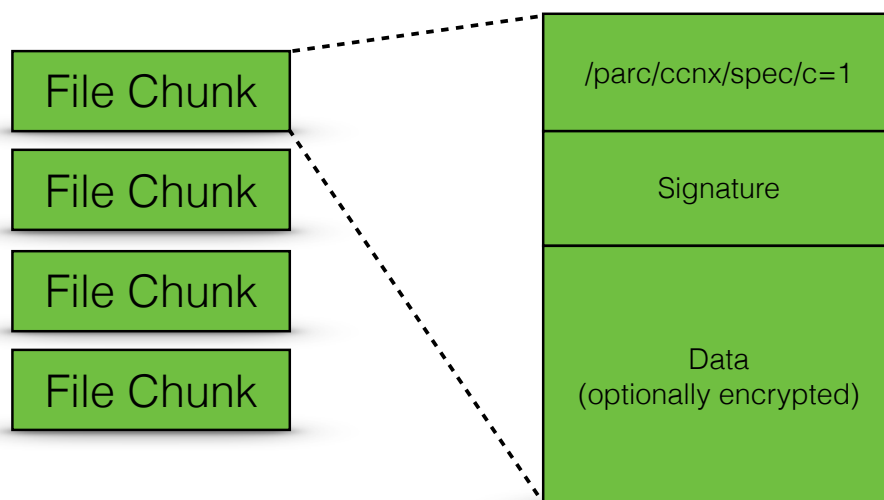 File Chunk
File Chunk
File Chunk
File Chunk
/parc/ccnx/spec/c=1
Signature
Data
(optionally encrypted)